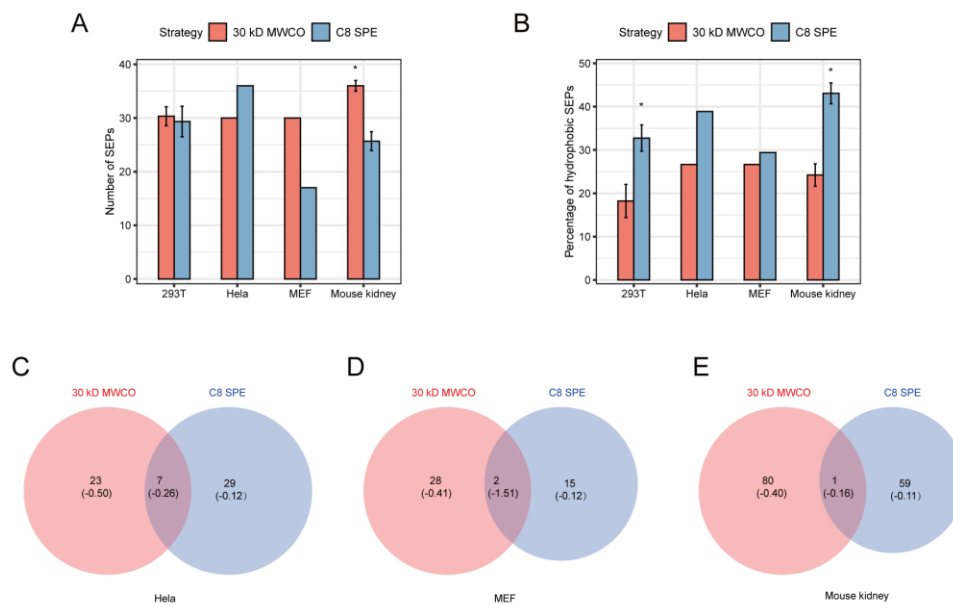 A
Strategy 30 kD MWCO C8 SPE
Number of SEPs
40
30
20
10
0
*
293T Hela MEF Mouse kidney
B
Strategy 30 kD MWCO C8 SPE
Percentage of hydrophobic SEPs
50
40
30
20
10
0
* *
293T Hela MEF Mouse kidney
C
30 kD MWCO C8 SPE
23 7 29
(-0.50) (-0.26) (-0.12)
Hela
D
30 kD MWCO C8 SPE
28 2 15
(-0.41) (-1.51) (-0.12)
MEF
E
30 kD MWCO C8 SPE
80 1 59
(-0.40) (-0.16) (-0.11)
Mouse kidney